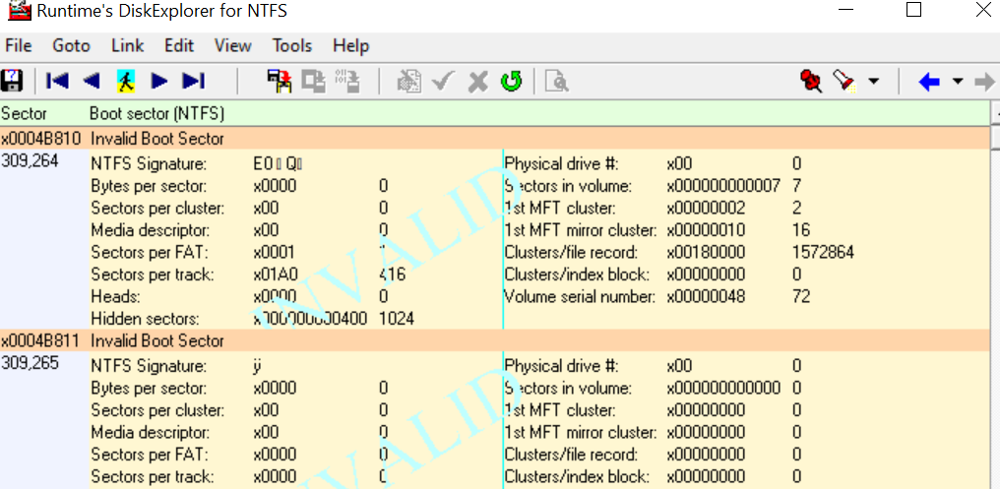 Runtime's DiskExplorer for NTFS
File Goto Link Edit View Tools Help
Sector Boot sector (NTFS)
x0004B810 Invalid Boot Sector
309,264 NTFS Signature: Physical drive #: x00 0
Bytes per sector: x0000 0 Sectors in volume: x000000000007 7
Sectors per cluster: x00 0 1st MFT cluster: x00000002 2
Media descriptor: x00 0 1st MFT mirror cluster: x00000010 16
Sectors per FAT: x0001 Clusters/file record: x00180000 1572864
Sectors per track: x01A0 416 Clusters/index block: x00000000 0
Heads: x0000 0 Volume serial number: x00000048 72
Hidden sectors: x000000000400 1024
INVALID
x0004B811 Invalid Boot Sector
309,265 NTFS Signature: ÿ Physical drive #: x00 0
Bytes per sector: x0000 0 Sectors in volume: x000000000000 0
Sectors per cluster: x00 0 1st MFT cluster: x00000000 0
Media descriptor: x00 0 1st MFT mirror cluster: x00000000 0
Sectors per FAT: x0000 0 Clusters/file record: x00000000 0
Sectors per track: x0000 0 Clusters/index block: x00000000 0
INVALID